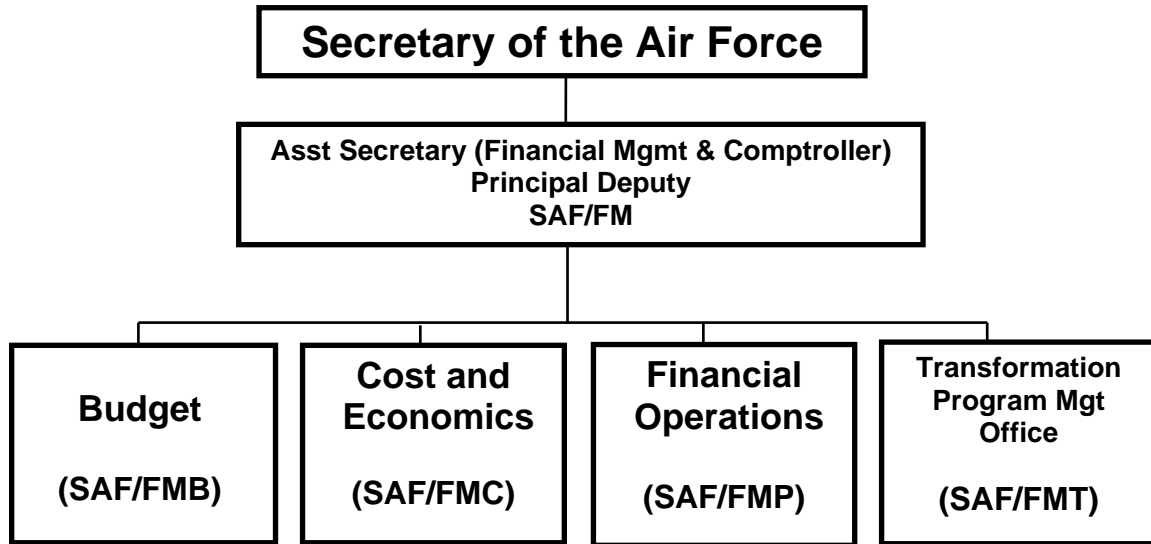 Secretary of the Air Force
Asst Secretary (Financial Mgmt & Comptroller)
Principal Deputy
SAF/FM
Budget
(SAF/FMB)
Cost and
Economics
(SAF/FMC)
Financial
Operations
(SAF/FMP)
Transformation
Program Mgt
Office
(SAF/FMT)